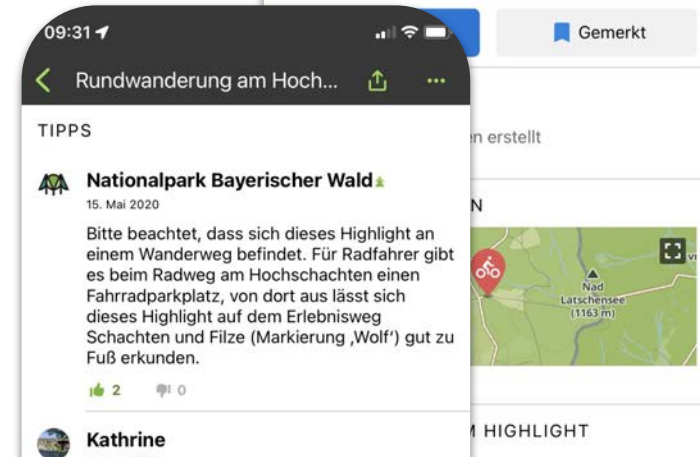 09:31
Gemerkt
Rundwanderung am Hoch...
TIPPS
n erstellt
Nationalpark Bayerischer Wald
15. Mai 2020
N
Bitte beachtet, dass sich dieses Highlight an
einem Wanderweg befindet. Für Radfahrer gibt
es beim Radweg am Hochschachten einen
Fahrradparkplatz, von dort aus lässt sich
dieses Highlight auf dem Erlebnisweg
Schachten und Filze (Markierung ‚Wolf‘) gut zu
Fuß erkunden.
Nad
Latschensee
(1163 m)
2 0
Kathrine
HIGHLIGHT